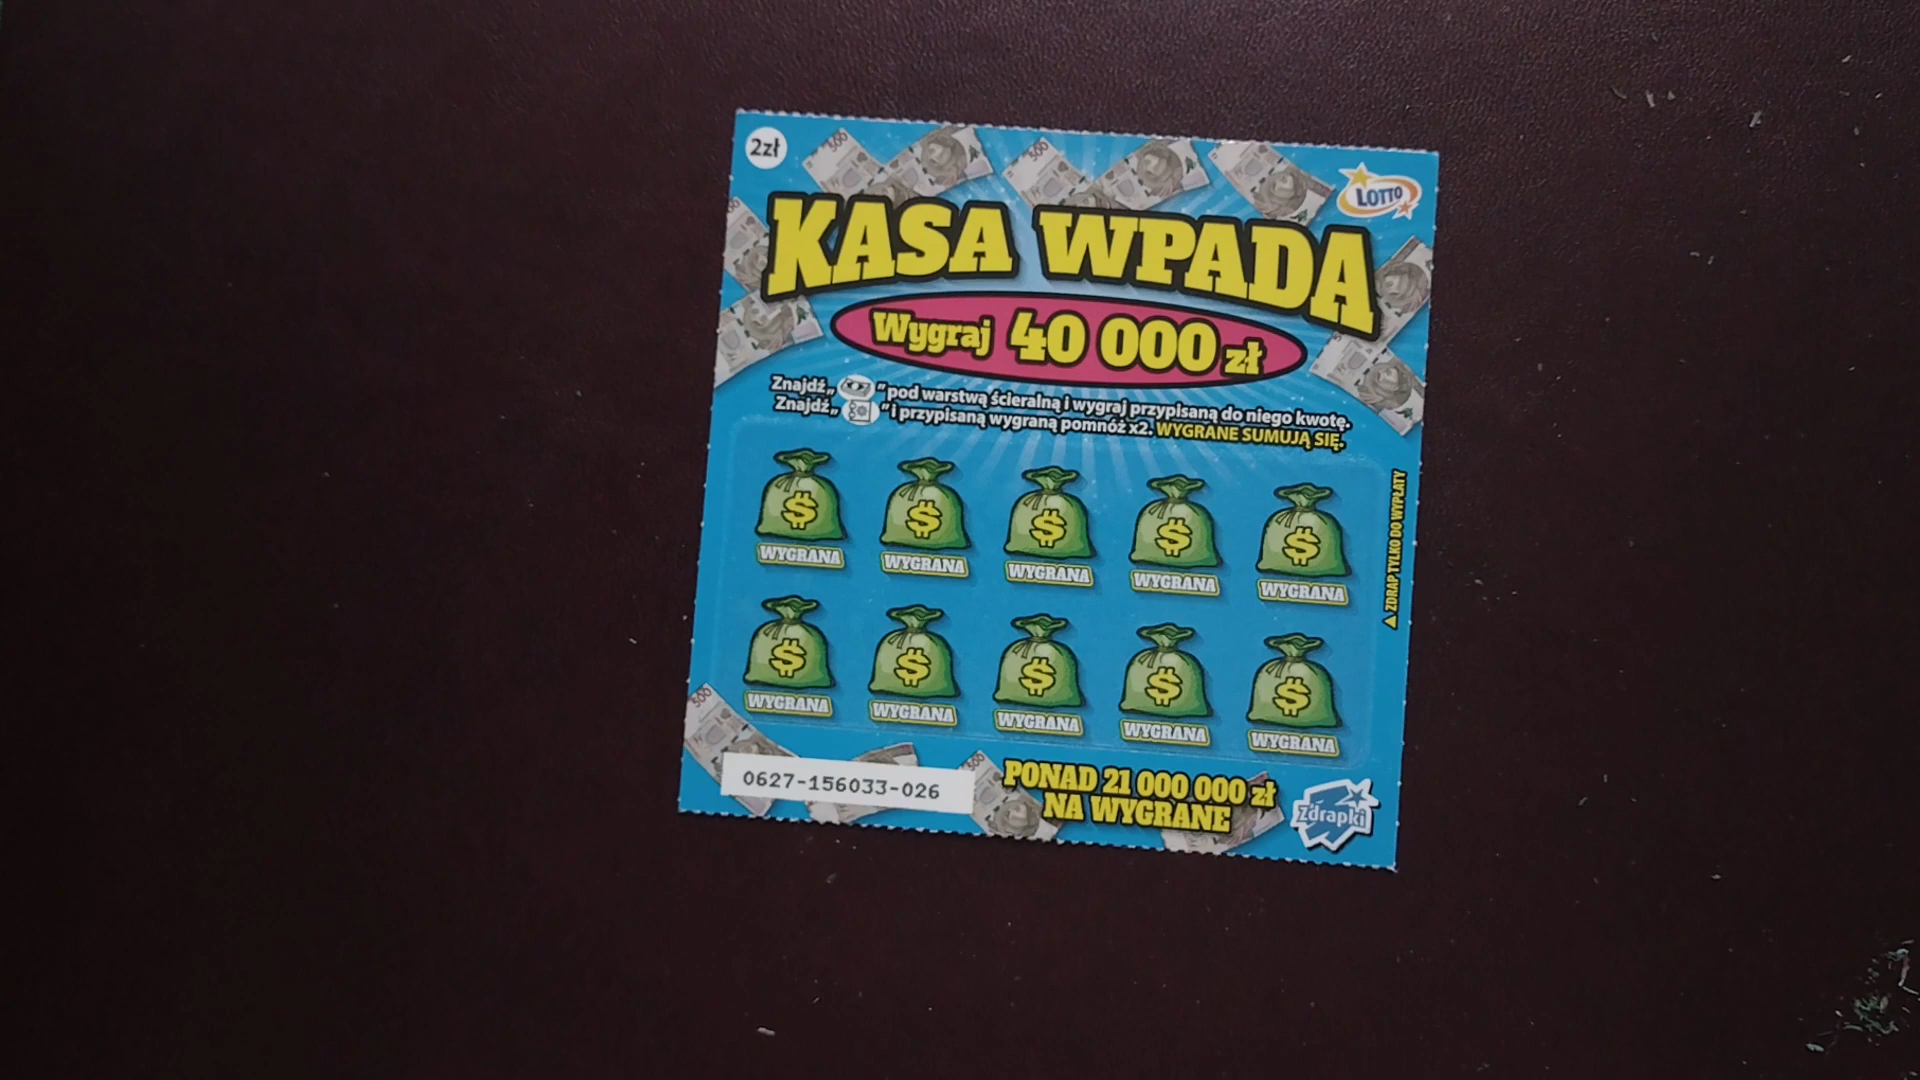 2zł
LOTTO
KASA WPADA
Wygraj 40 000 zł
Znajdź „ ” pod warstwą ścieralną i wygraj przypisaną do niego kwotę.
Znajdź „ ” i przypisaną wygraną pomnóż x2. WYGRANE SUMUJĄ SIĘ.
$ $ $ $ $
WYGRANA WYGRANA WYGRANA WYGRANA WYGRANA
▲ ZDRAP TYLKO DO WYPŁATY
$ $ $ $ $
WYGRANA WYGRANA WYGRANA WYGRANA WYGRANA
0627-156033-026
PONAD 21 000 000 zł
NA WYGRANE
Zdrapki